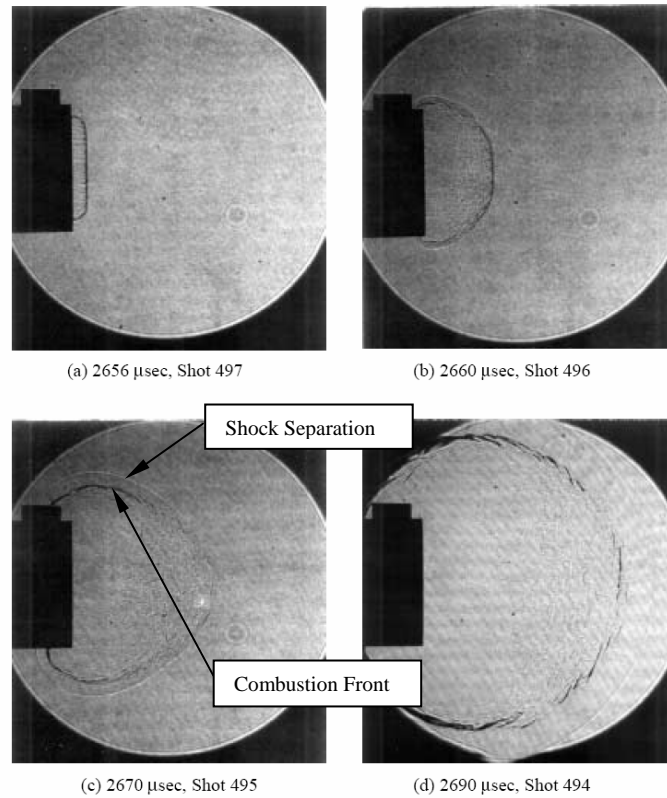 (a) 2656 µsec, Shot 497
(b) 2660 µsec, Shot 496
Shock Separation
Combustion Front
(c) 2670 µsec, Shot 495
(d) 2690 µsec, Shot 494